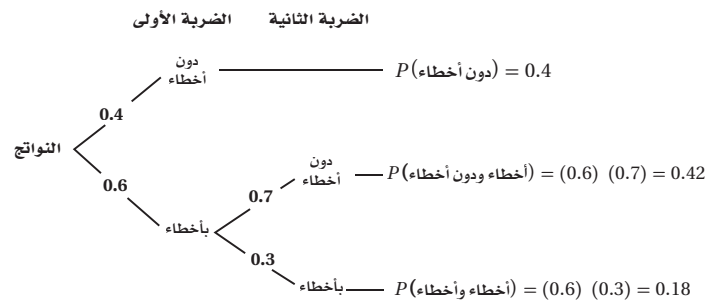 الضربة الأولى الضربة الثانية
دون
أخطاء
P(دون أخطاء) = 0.4
0.4
النواتج
0.6
دون
أخطاء
P(أخطاء ودون أخطاء) = (0.6) (0.7) = 0.42
0.7
بأخطاء
0.3
بأخطاء
P(أخطاء وأخطاء) = (0.6) (0.3) = 0.18